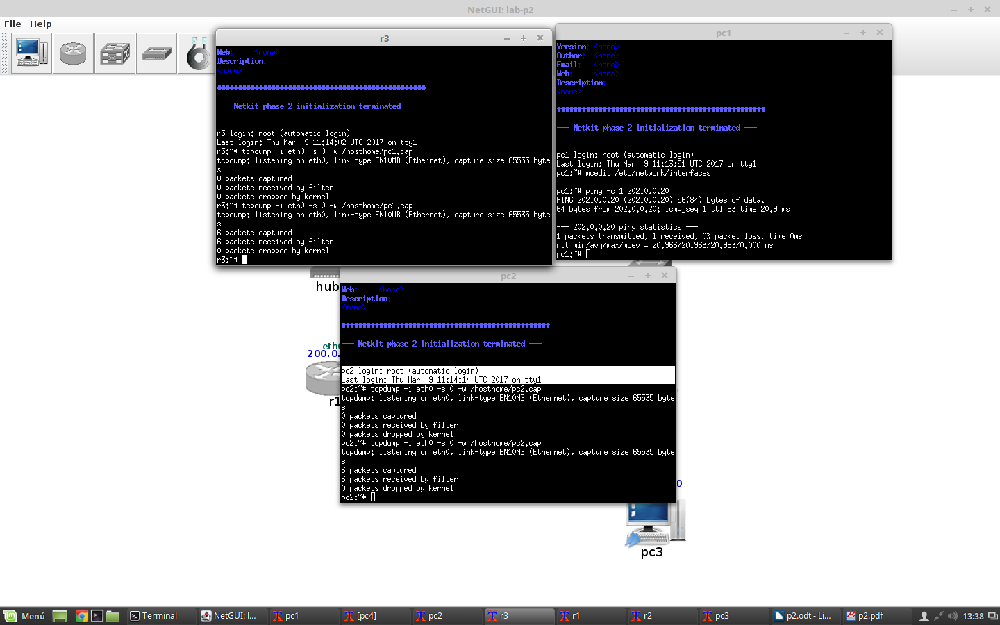 NetGUI: lab-p2
File Help
r3
Web: <none>
Description:
<none>
##################################################
--- Netkit phase 2 initialization terminated ---
r3 login: root (automatic login)
Last login: Thu Mar  9 11:14:02 UTC 2017 on tty1
r3:~# tcpdump -i eth0 -s 0 -w /hosthome/pc1.cap
tcpdump: listening on eth0, link-type EN10MB (Ethernet), capture size 65535 byte
s
0 packets captured
0 packets received by filter
0 packets dropped by kernel
r3:~# tcpdump -i eth0 -s 0 -w /hosthome/pc1.cap
tcpdump: listening on eth0, link-type EN10MB (Ethernet), capture size 65535 byte
s
6 packets captured
6 packets received by filter
0 packets dropped by kernel
r3:~#
pc1
Version: <none>
Author: <none>
Email: <none>
Web: <none>
Description:
<none>
##################################################
--- Netkit phase 2 initialization terminated ---
pc1 login: root (automatic login)
Last login: Thu Mar  9 11:13:51 UTC 2017 on tty1
pc1:~# mcedit /etc/network/interfaces
pc1:~# ping -c 1 202.0.0.20
PING 202.0.0.20 (202.0.0.20) 56(84) bytes of data.
64 bytes from 202.0.0.20: icmp_seq=1 ttl=63 time=20.9 ms
--- 202.0.0.20 ping statistics ---
1 packets transmitted, 1 received, 0% packet loss, time 0ms
rtt min/avg/max/mdev = 20.963/20.963/20.963/0.000 ms
pc1:~#
hub
eth0
200.0.
r1
pc2
Web: <none>
Description:
<none>
##################################################
--- Netkit phase 2 initialization terminated ---
pc2 login: root (automatic login)
Last login: Thu Mar  9 11:14:14 UTC 2017 on tty1
pc2:~# tcpdump -i eth0 -s 0 -w /hosthome/pc2.cap
tcpdump: listening on eth0, link-type EN10MB (Ethernet), capture size 65535 byte
s
0 packets captured
0 packets received by filter
0 packets dropped by kernel
pc2:~# tcpdump -i eth0 -s 0 -w /hosthome/pc2.cap
tcpdump: listening on eth0, link-type EN10MB (Ethernet), capture size 65535 byte
s
6 packets captured
6 packets received by filter
0 packets dropped by kernel
pc2:~#
0
pc3
Menú Terminal NetGUI: l... pc1 [pc4] pc2 r3 r1 r2 pc3 p2.odt - Li... p2.pdf 13:38